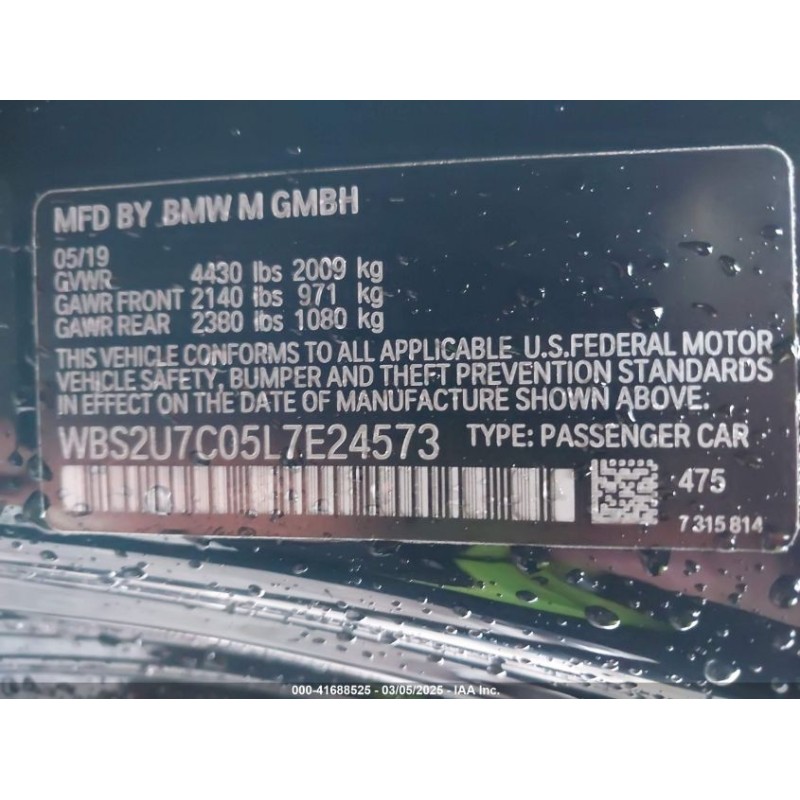 MFD BY BMW M GMBH
05/19
GVWR 4430 lbs 2009 kg
GAWR FRONT 2140 lbs 971 kg
GAWR REAR 2380 lbs 1080 kg
THIS VEHICLE CONFORMS TO ALL APPLICABLE U.S.FEDERAL MOTOR
VEHICLE SAFETY, BUMPER AND THEFT PREVENTION STANDARDS
IN EFFECT ON THE DATE OF MANUFACTURE SHOWN ABOVE.
WBS2U7C05L7E24573 TYPE: PASSENGER CAR
475
7 315 814
000-41688525 - 03/05/2025 - IAA Inc.